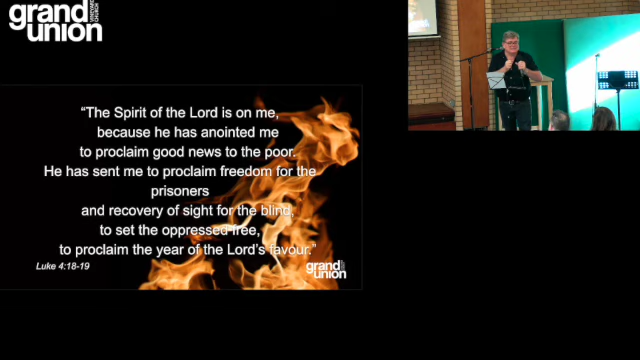 grand
union
VINEYARD
CHURCH
“The Spirit of the Lord is on me,
because he has anointed me
to proclaim good news to the poor.
He has sent me to proclaim freedom for the
prisoners
and recovery of sight for the blind,
to set the oppressed free,
to proclaim the year of the Lord’s favour.”
Luke 4:18-19
grand
union